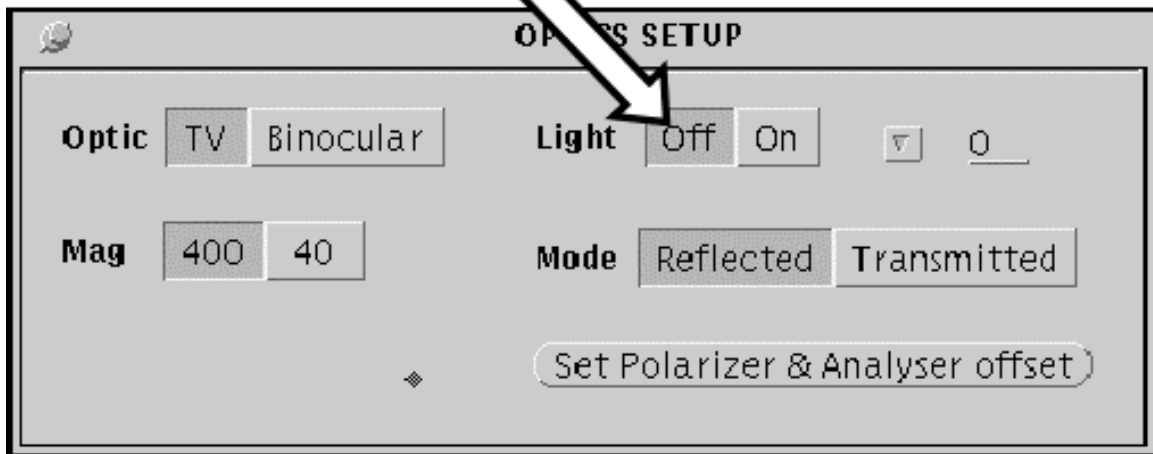 SETUP
Optic TV Binocular Light Off On 0
Mag 400 40 Mode Reflected Transmitted
Set Polarizer & Analyser offset